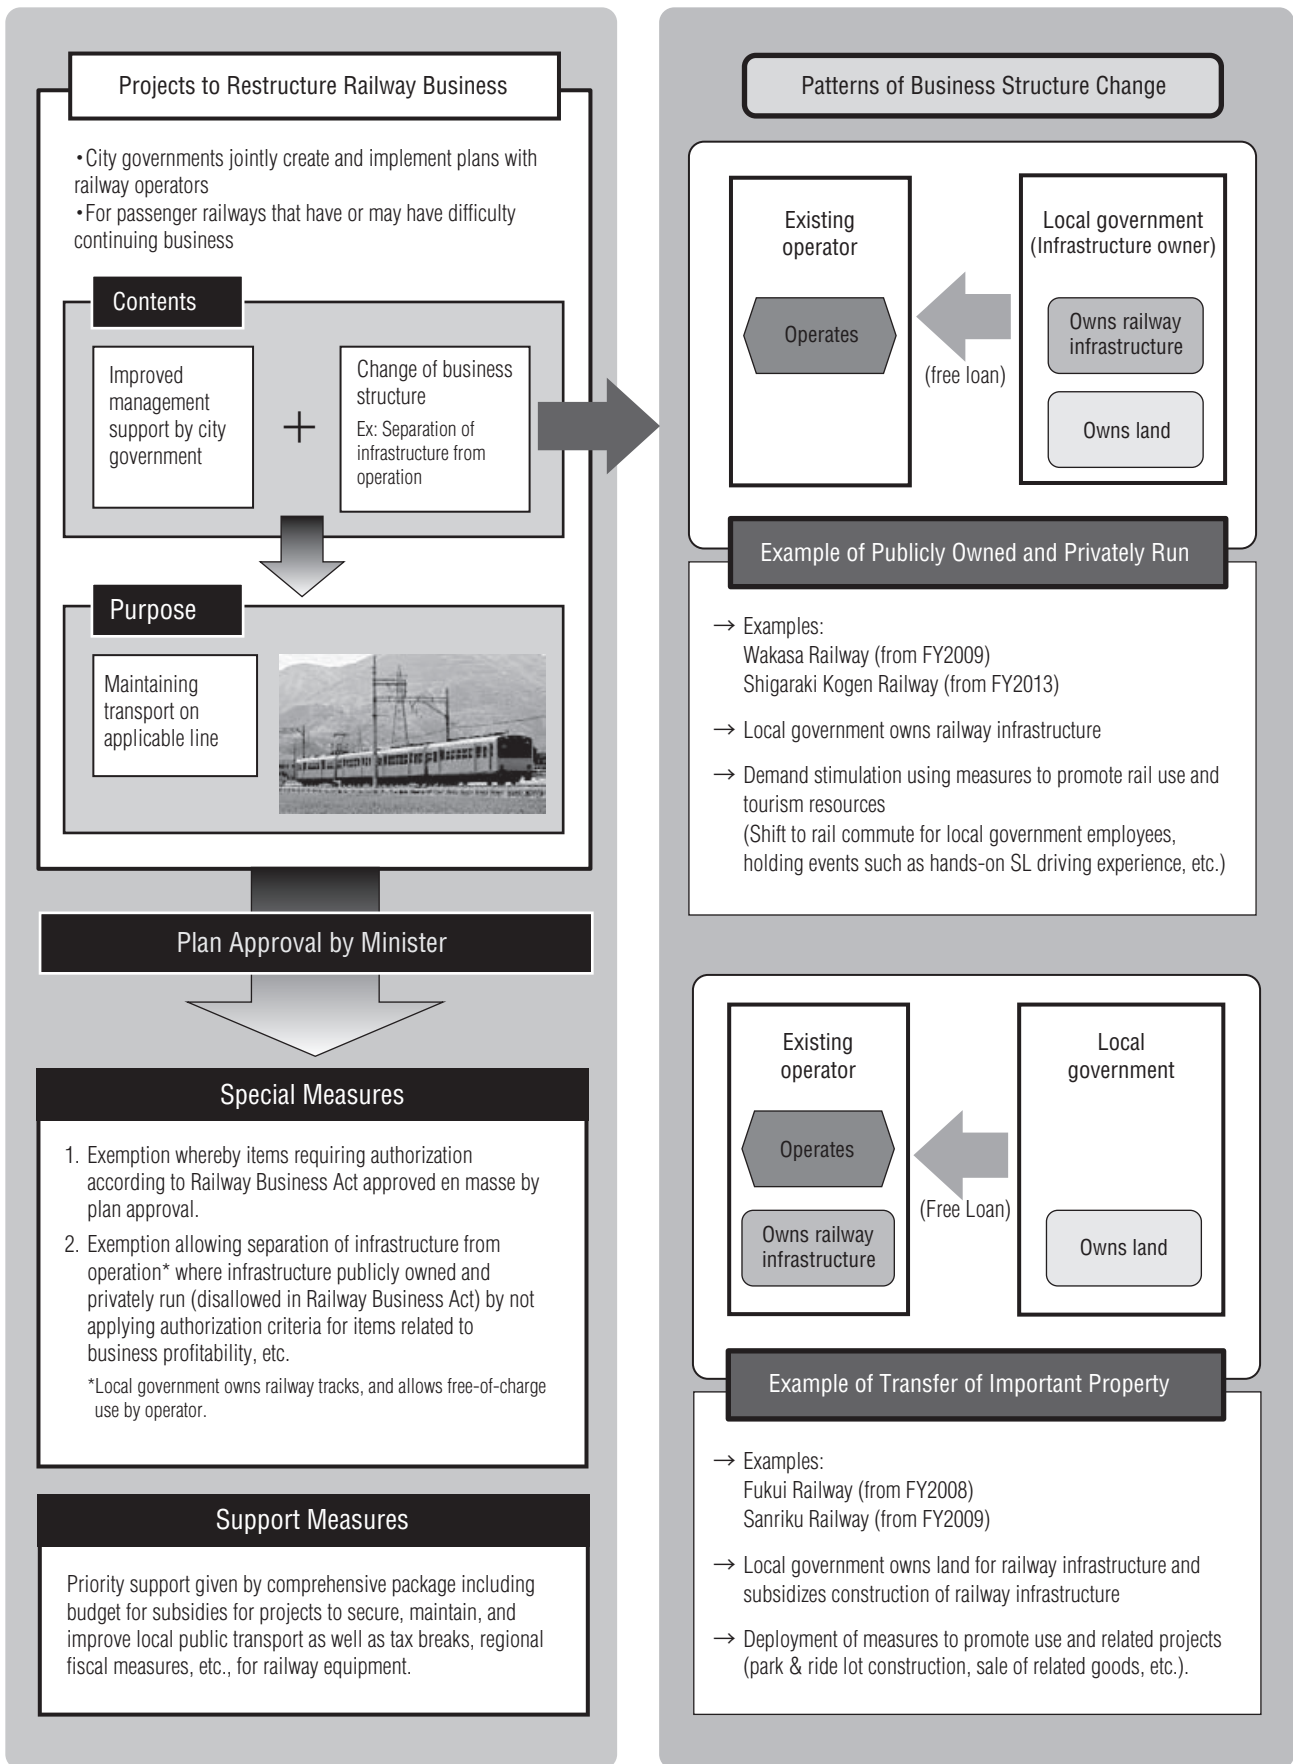 Projects to Restructure Railway Business
•City governments jointly create and implement plans with
railway operators
•For passenger railways that have or may have difficulty
continuing business
Contents
Improved
management
support by city
government
+
Change of business
structure
Ex: Separation of
infrastructure from
operation
Purpose
Maintaining
transport on
applicable line
Plan Approval by Minister
Special Measures
1. Exemption whereby items requiring authorization
according to Railway Business Act approved en masse by
plan approval.
2. Exemption allowing separation of infrastructure from
operation* where infrastructure publicly owned and
privately run (disallowed in Railway Business Act) by not
applying authorization criteria for items related to
business profitability, etc.
*Local government owns railway tracks, and allows free-of-charge
use by operator.
Support Measures
Priority support given by comprehensive package including
budget for subsidies for projects to secure, maintain, and
improve local public transport as well as tax breaks, regional
fiscal measures, etc., for railway equipment.
Patterns of Business Structure Change
Existing
operator
Operates
(free loan)
Local government
(Infrastructure owner)
Owns railway
infrastructure
Owns land
Example of Publicly Owned and Privately Run
→ Examples:
Wakasa Railway (from FY2009)
Shigaraki Kogen Railway (from FY2013)
→ Local government owns railway infrastructure
→ Demand stimulation using measures to promote rail use and
tourism resources
(Shift to rail commute for local government employees,
holding events such as hands-on SL driving experience, etc.)
Existing
operator
Operates
Owns railway
infrastructure
(Free Loan)
Local
government
Owns land
Example of Transfer of Important Property
→ Examples:
Fukui Railway (from FY2008)
Sanriku Railway (from FY2009)
→ Local government owns land for railway infrastructure and
subsidizes construction of railway infrastructure
→ Deployment of measures to promote use and related projects
(park & ride lot construction, sale of related goods, etc.).